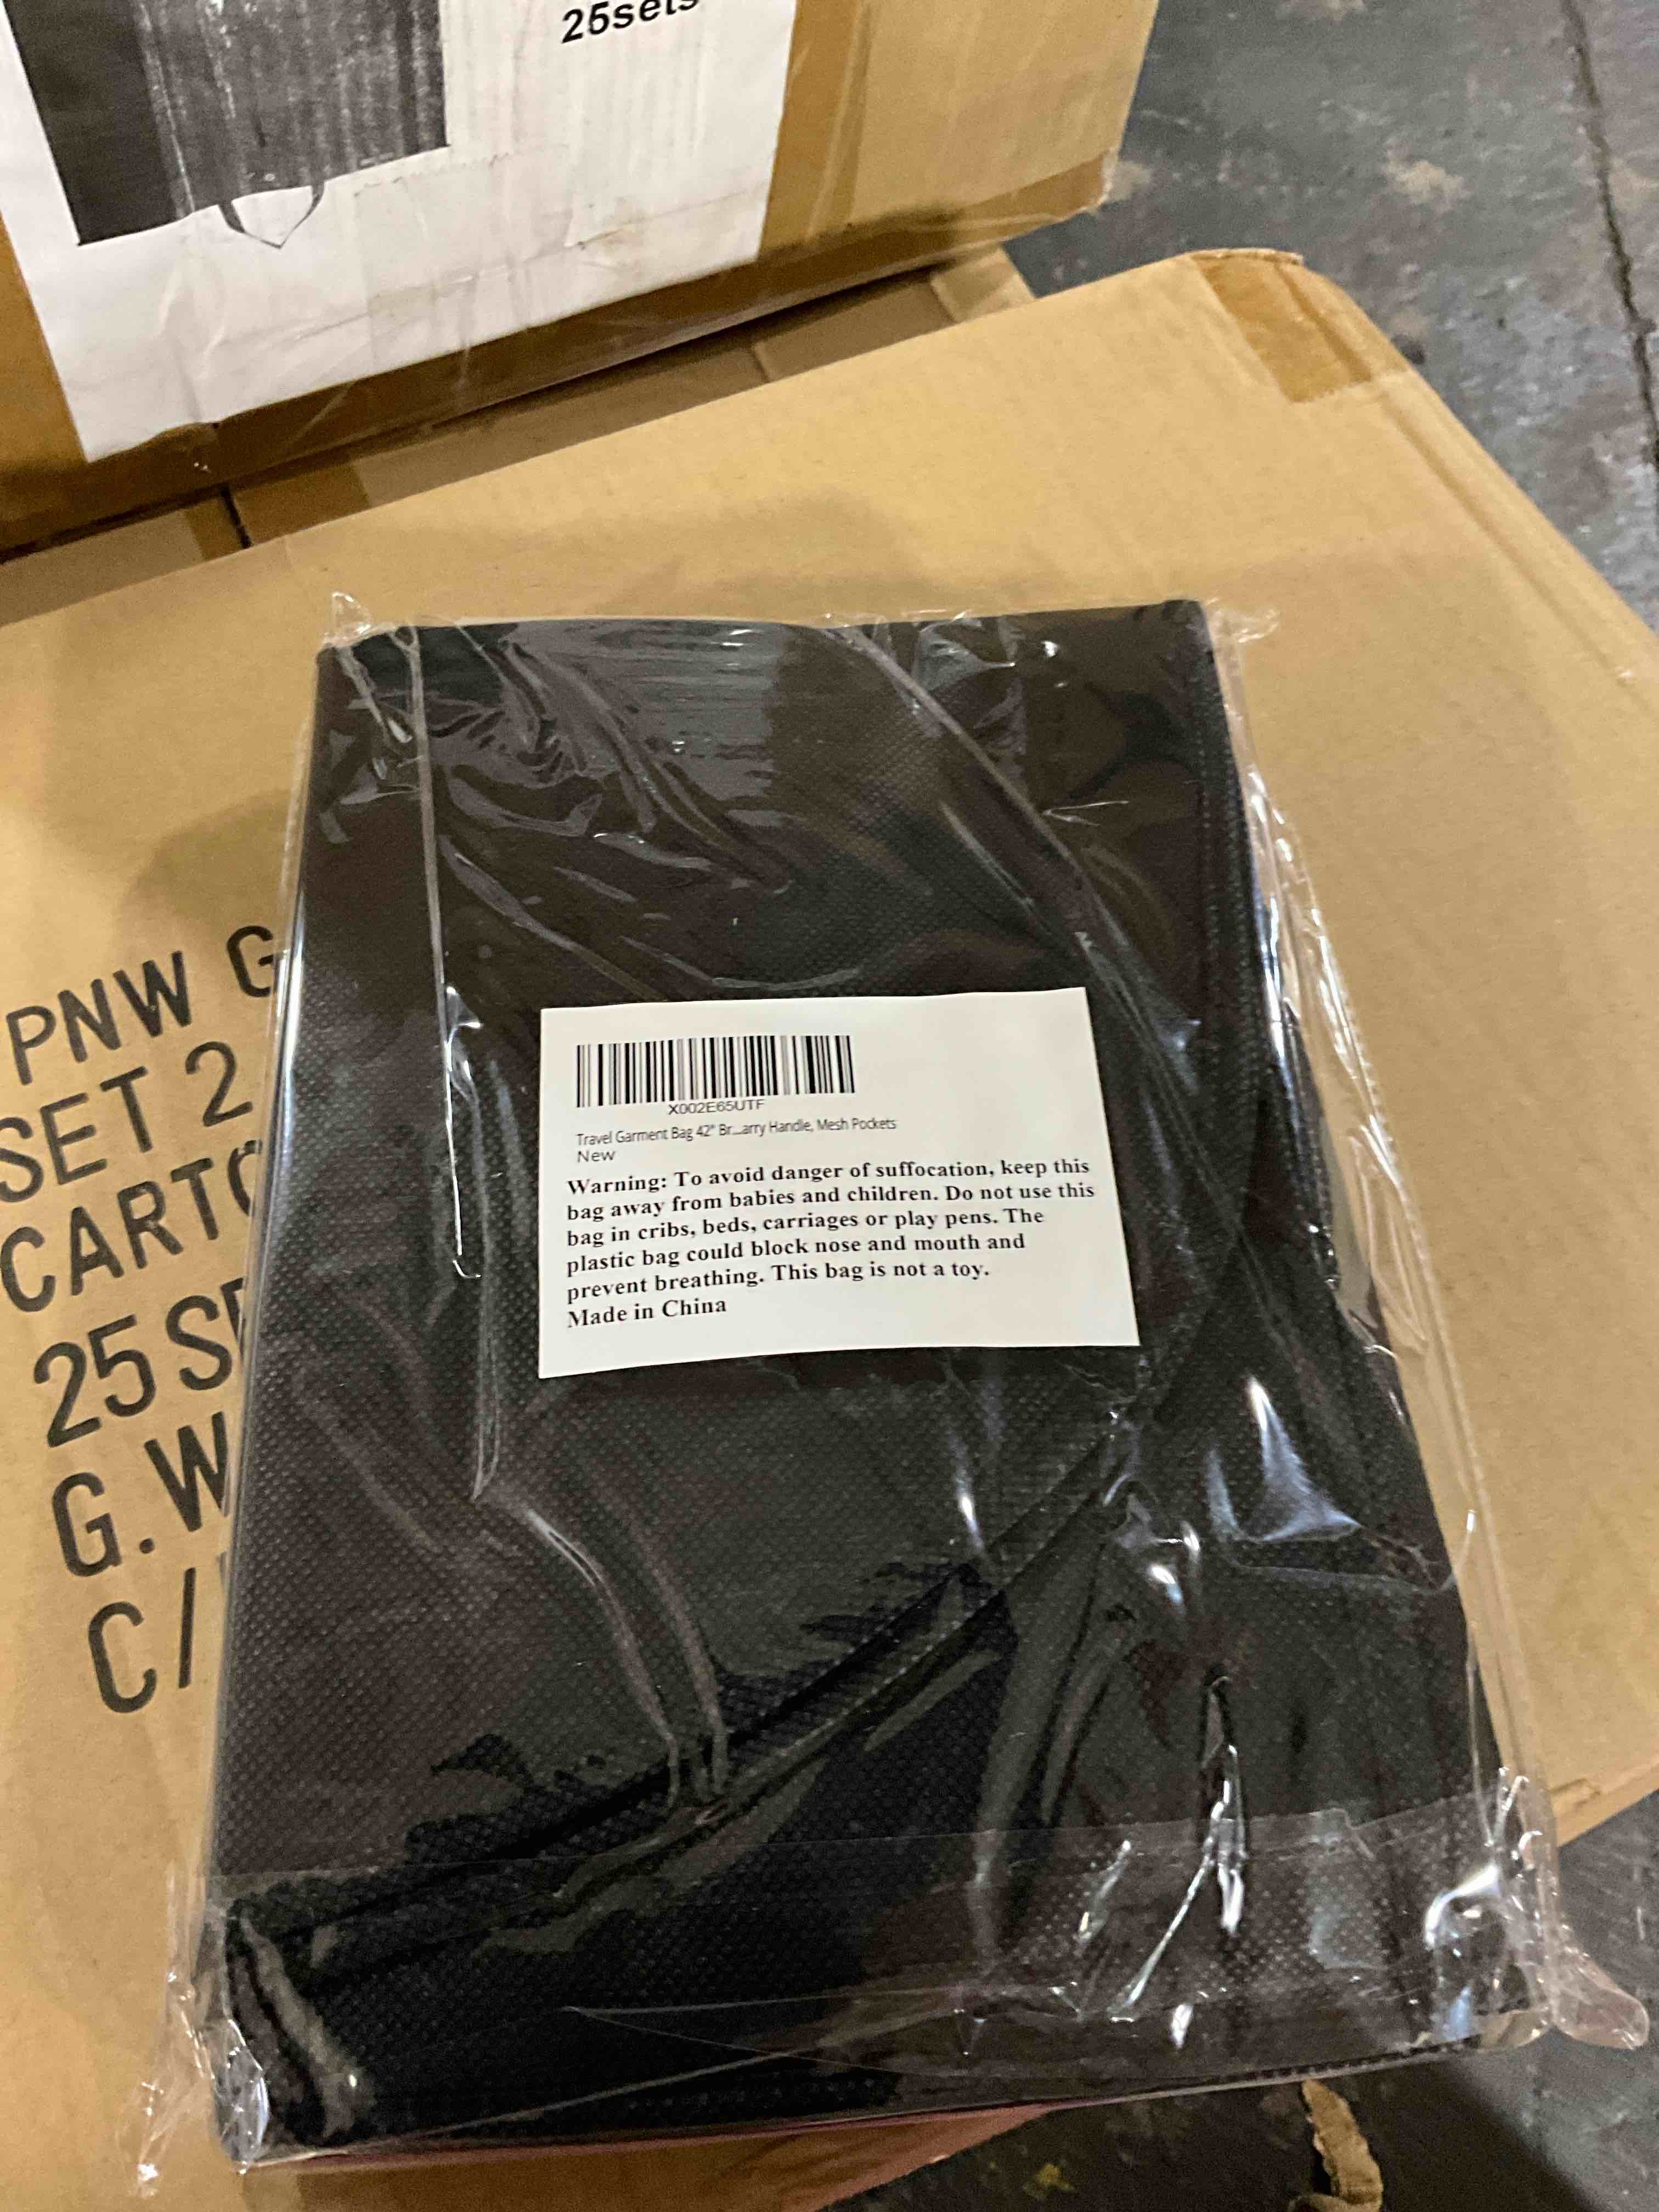 25sets
PNW G
SET 2
CARTO
25 SE
G.W
C/
X002E65UTF
Travel Garment Bag 42" Br...arry Handle, Mesh Pockets
New
Warning: To avoid danger of suffocation, keep this
bag away from babies and children. Do not use this
bag in cribs, beds, carriages or play pens. The
plastic bag could block nose and mouth and
prevent breathing. This bag is not a toy.
Made in China